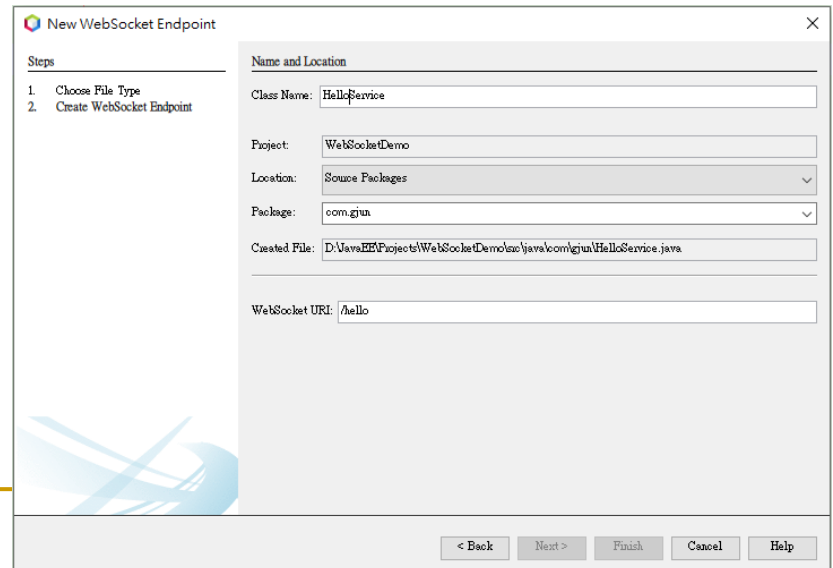 New WebSocket Endpoint
Steps
1. Choose File Type
2. Create WebSocket Endpoint
Name and Location
Class Name: HelloService
Project: WebSocketDemo
Location: Source Packages
Package: com.gjun
Created File: D:\JavaEE\Projects\WebSocketDemo\src\java\com\gjun\HelloService.java
WebSocket URI: /hello
< Back Next > Finish Cancel Help